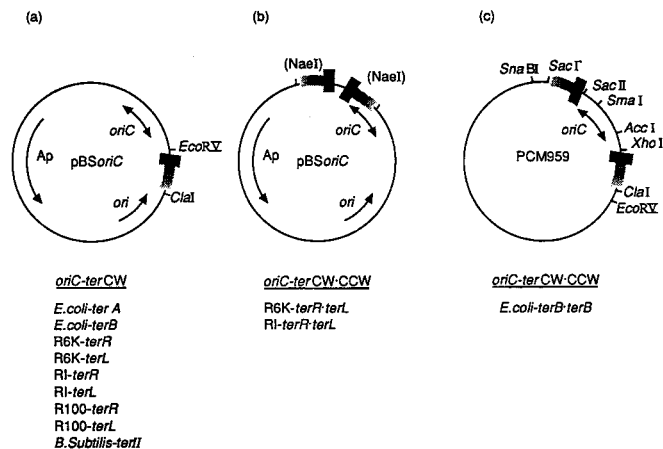 (a)
EcoRV
oriC
Ap
pBSoriC
ori
ClaI
oriC-terCW
E.coli-ter A
E.coli-terB
R6K-terR
R6K-terL
RI-terR
RI-terL
R100-terR
R100-terL
B.Subtilis-terII
(b)
(NaeI)
(NaeI)
oriC
Ap
pBSoriC
ori
oriC-terCW·CCW
R6K-terR·terL
RI-terR·terL
(c)
SnaBI
SacI
SacII
SmaI
oriC
AccI
XhoI
PCM959
ClaI
EcoRV
oriC-terCW·CCW
E.coli-terB·terB